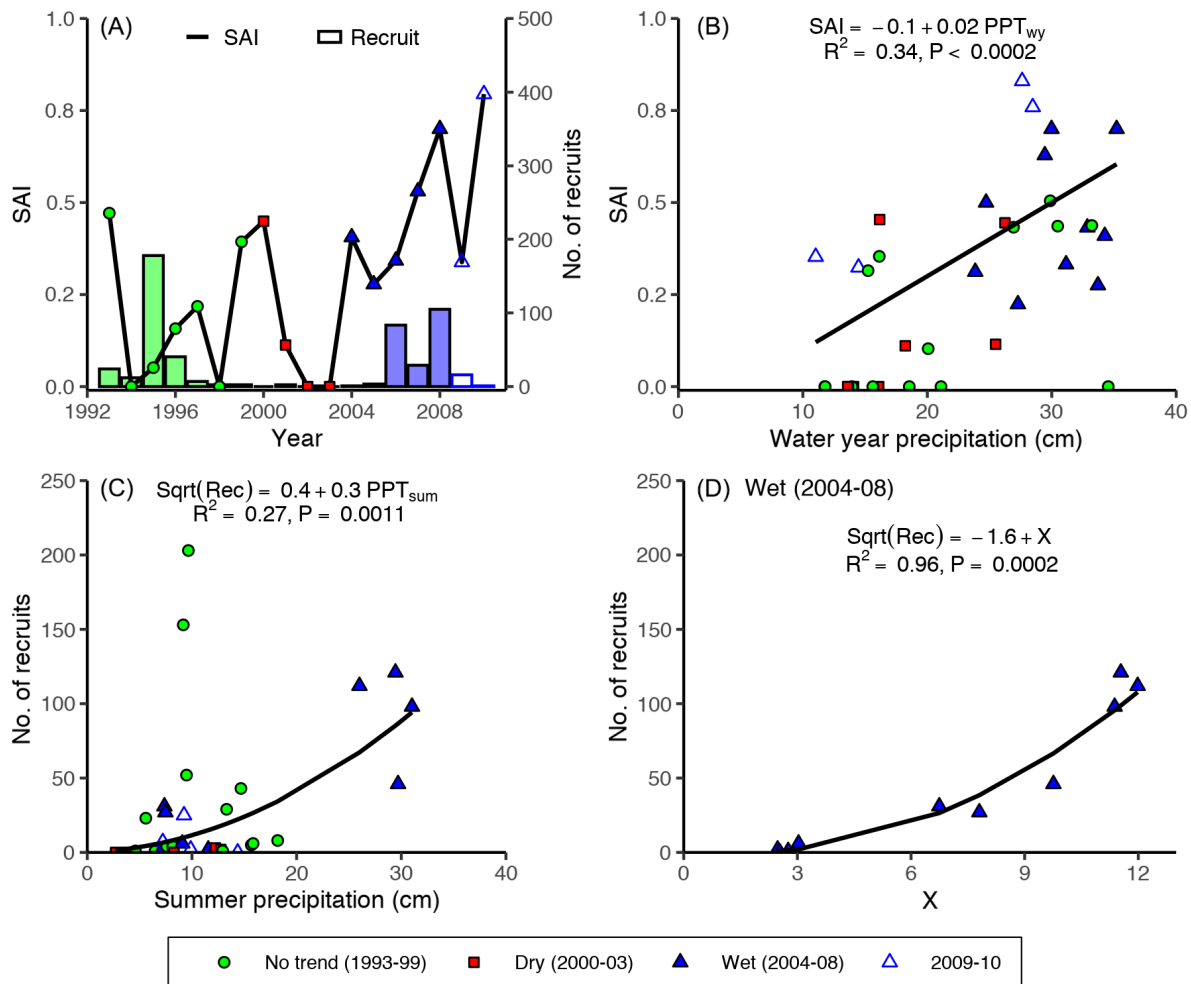 (A)
SAI
Recruit
1.0
0.8
0.5
0.2
0.0
SAI
500
400
300
200
100
0
No. of recruits
1992 1996 2000 2004 2008
Year
(B)
SAI = −0.1 + 0.02 PPTwy
R² = 0.34, P < 0.0002
1.0
0.8
0.5
0.2
0.0
SAI
0 10 20 30 40
Water year precipitation (cm)
(C)
Sqrt(Rec) = 0.4 + 0.3 PPTsum
R² = 0.27, P = 0.0011
250
200
150
100
50
0
No. of recruits
0 10 20 30 40
Summer precipitation (cm)
(D) Wet (2004-08)
Sqrt(Rec) = −1.6 + X
R² = 0.96, P = 0.0002
250
200
150
100
50
0
No. of recruits
0 3 6 9 12
X
No trend (1993-99) Dry (2000-03) Wet (2004-08) 2009-10